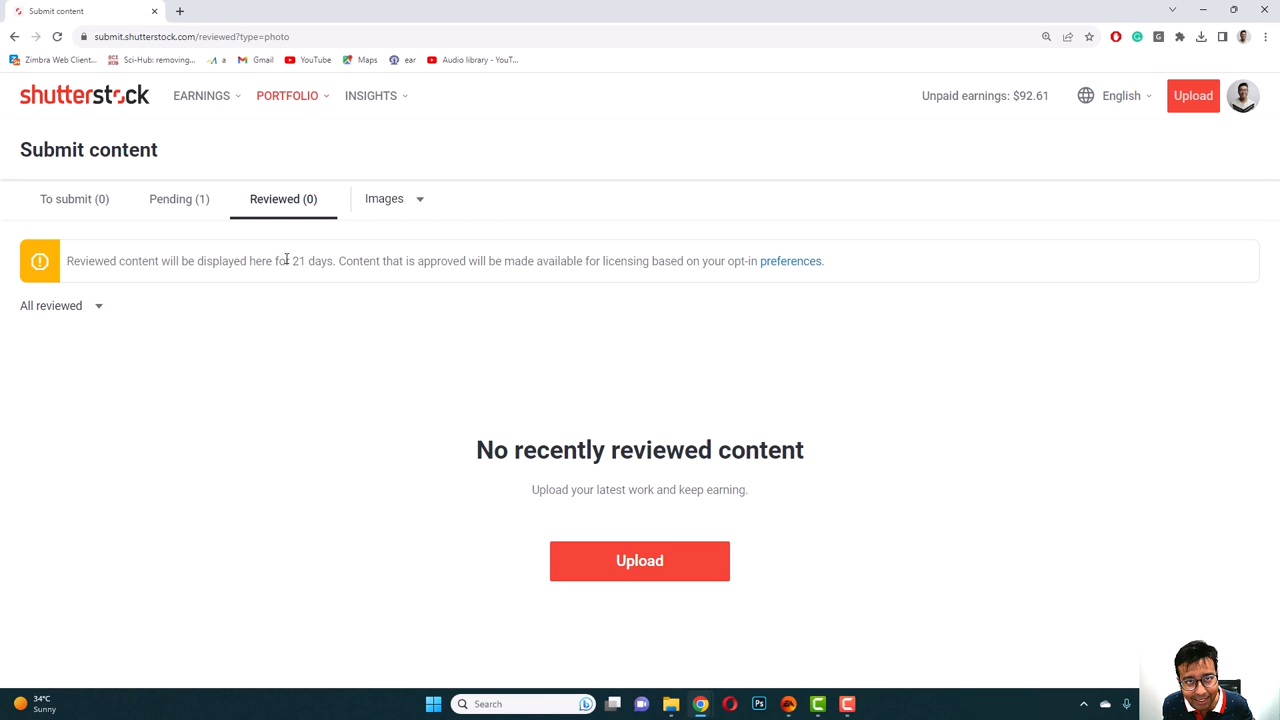 Submit content
submit.shutterstock.com/reviewed?type=photo
Zimbra Web Client...
Sci-Hub: removing...
a
Gmail
YouTube
Maps
ear
Audio library - YouT...
shutterstock
EARNINGS
PORTFOLIO
INSIGHTS
Unpaid earnings: $92.61
English
Upload
Submit content
To submit (0)
Pending (1)
Reviewed (0)
Images
Reviewed content will be displayed here for 21 days. Content that is approved will be made available for licensing based on your opt-in preferences.
All reviewed
No recently reviewed content
Upload your latest work and keep earning.
Upload
34°C
Sunny
Search
Ps